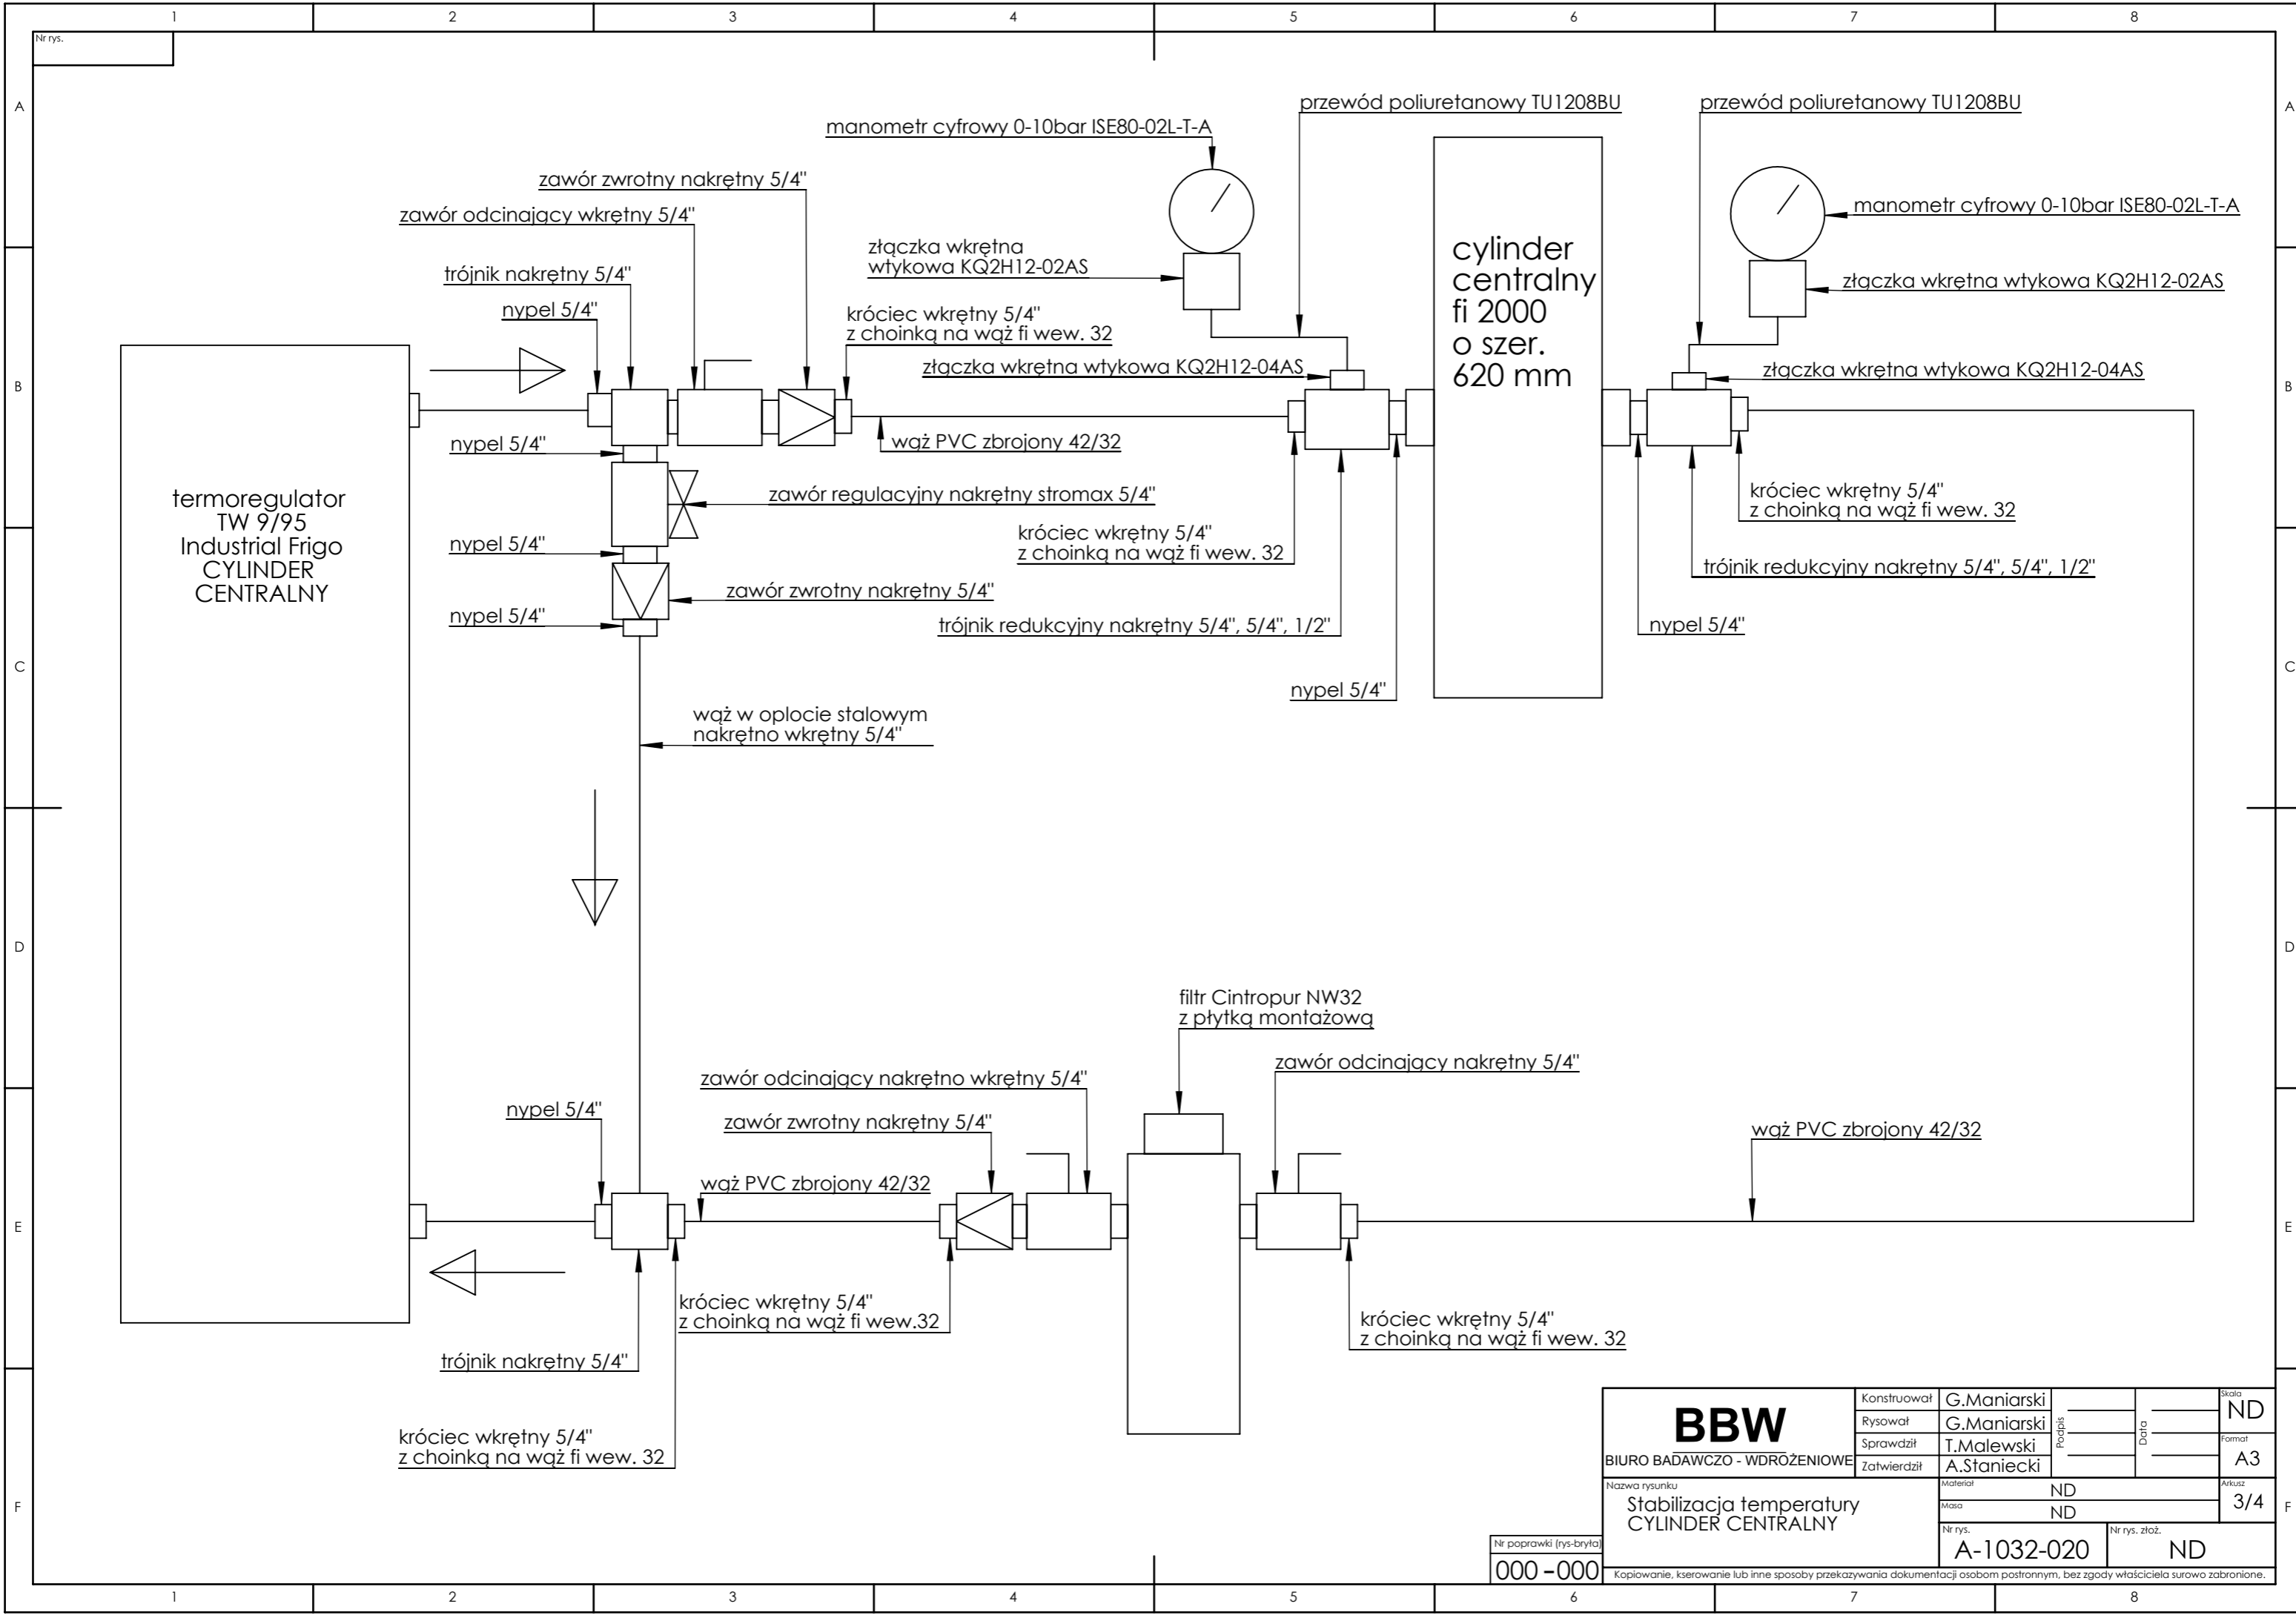 1 2 3 4 5 6 7 8
Nr rys.
A A
przewód poliuretanowy TU1208BU
przewód poliuretanowy TU1208BU
manometr cyfrowy 0-10bar ISE80-02L-T-A
zawór zwrotny nakrętny 5/4"
manometr cyfrowy 0-10bar ISE80-02L-T-A
zawór odcinający wkrętny 5/4"
złączka wkrętna
wtykowa KQ2H12-02AS
cylinder
centralny
fi 2000
o szer.
620 mm
trójnik nakrętny 5/4"
złączka wkrętna wtykowa KQ2H12-02AS
nypel 5/4"
króciec wkrętny 5/4"
z choinką na wąż fi wew. 32
złączka wkrętna wtykowa KQ2H12-04AS
złączka wkrętna wtykowa KQ2H12-04AS
B B
nypel 5/4"
wąż PVC zbrojony 42/32
termoregulator
TW 9/95
Industrial Frigo
CYLINDER
CENTRALNY
zawór regulacyjny nakrętny stromax 5/4"
króciec wkrętny 5/4"
z choinką na wąż fi wew. 32
króciec wkrętny 5/4"
z choinką na wąż fi wew. 32
nypel 5/4"
trójnik redukcyjny nakrętny 5/4", 5/4", 1/2"
zawór zwrotny nakrętny 5/4"
nypel 5/4"
trójnik redukcyjny nakrętny 5/4", 5/4", 1/2"
nypel 5/4"
C C
nypel 5/4"
wąż w oplocie stalowym
nakrętno wkrętny 5/4"
D D
filtr Cintropur NW32
z płytką montażową
zawór odcinający nakrętny 5/4"
zawór odcinający nakrętno wkrętny 5/4"
nypel 5/4"
zawór zwrotny nakrętny 5/4"
wąż PVC zbrojony 42/32
wąż PVC zbrojony 42/32
E E
króciec wkrętny 5/4"
z choinką na wąż fi wew.32
króciec wkrętny 5/4"
z choinką na wąż fi wew. 32
trójnik nakrętny 5/4"
króciec wkrętny 5/4"
z choinką na wąż fi wew. 32
F F
BBW
BIURO BADAWCZO - WDROŻENIOWE
Konstruował G.Maniarski
Rysował G.Maniarski
Sprawdził T.Malewski
Zatwierdził A.Staniecki
Podpis
Data
Skala
ND
Format
A3
Nazwa rysunku
Stabilizacja temperatury
CYLINDER CENTRALNY
Materiał ND
Masa ND
Arkusz
3/4
Nr rys.
A-1032-020
Nr rys. złoż.
ND
Nr poprawki (rys-bryła)
000 -000
Kopiowanie, kserowanie lub inne sposoby przekazywania dokumentacji osobom postronnym, bez zgody właściciela surowo zabronione.
1 2 3 4 5 6 7 8